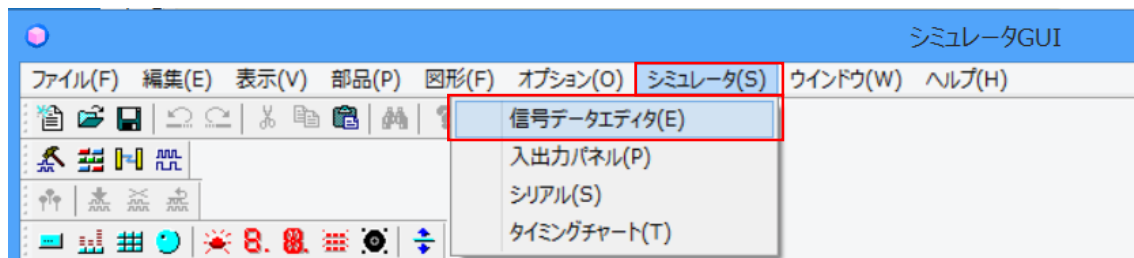 シミュレータGUI
ファイル(F) 編集(E) 表示(V) 部品(P) 図形(F) オプション(O) シミュレータ(S) ウインドウ(W) ヘルプ(H)
信号データエディタ(E)
入出力パネル(P)
シリアル(S)
タイミングチャート(T)